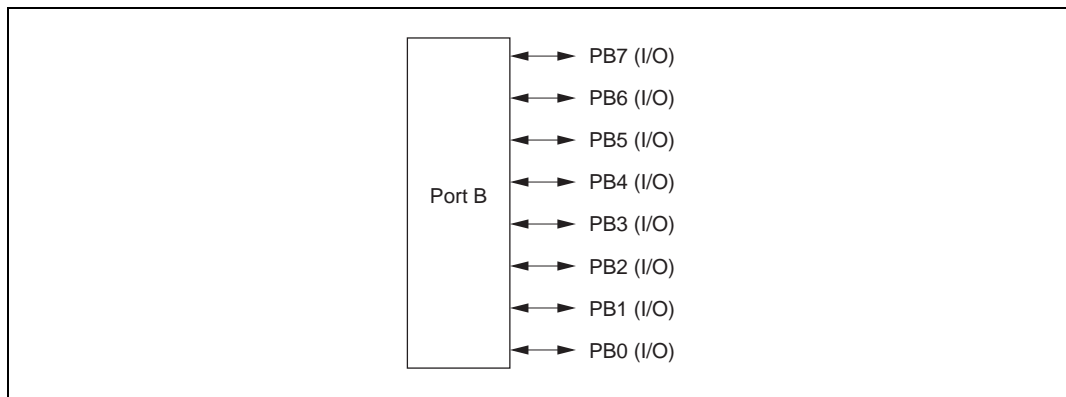 PB7 (I/O)
PB6 (I/O)
PB5 (I/O)
PB4 (I/O)
Port B
PB3 (I/O)
PB2 (I/O)
PB1 (I/O)
PB0 (I/O)